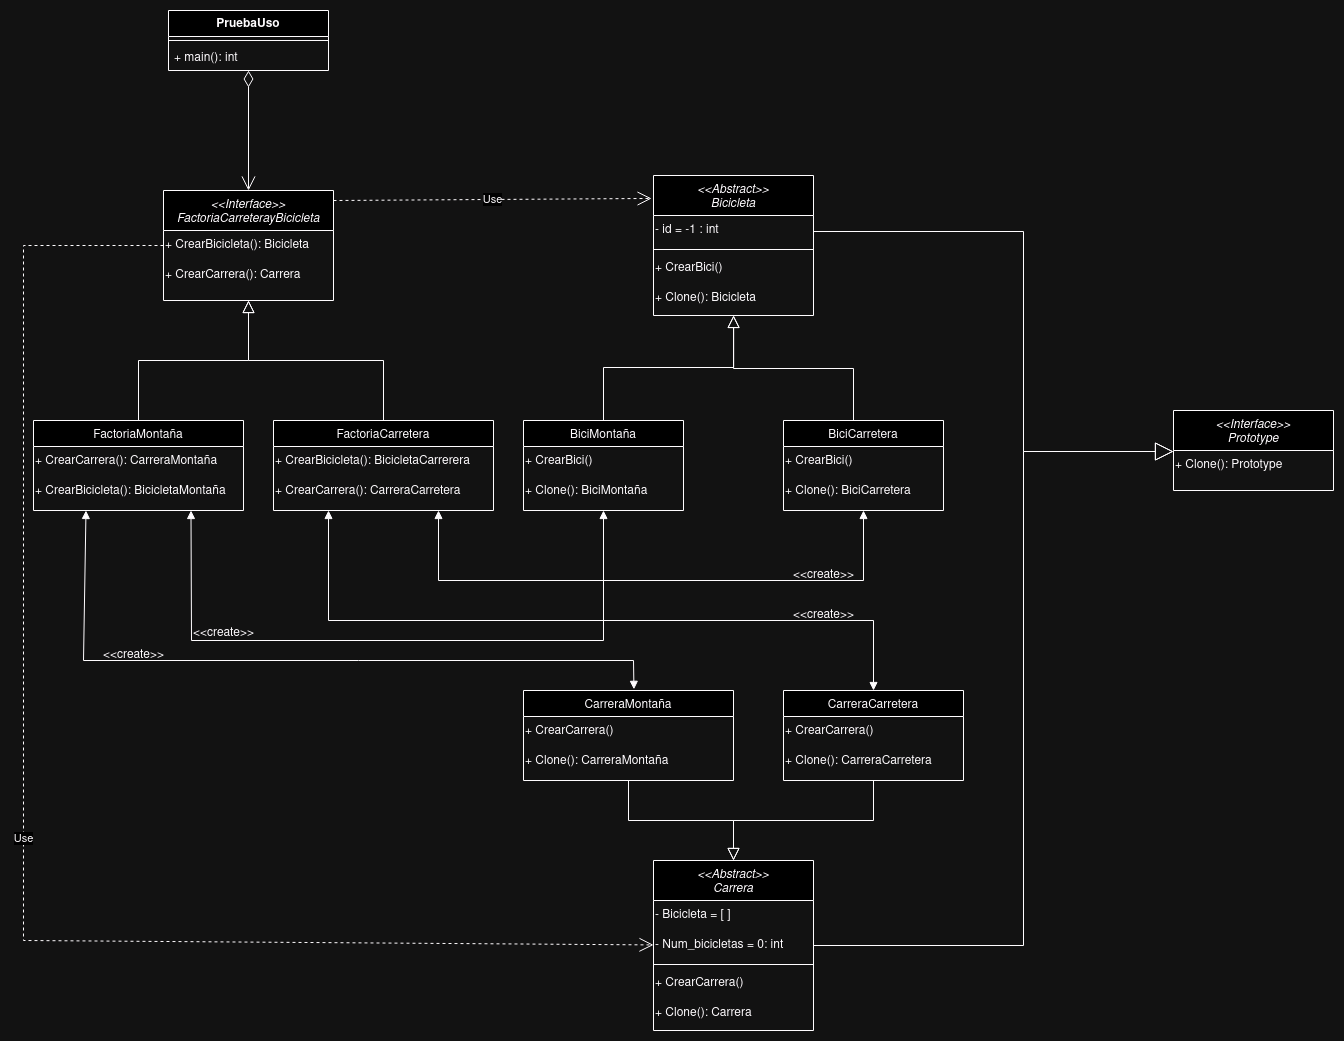 PruebaUso
+ main(): int
<<Interface>>
FactoriaCarreterayBicicleta
+ CrearBicicleta(): Bicicleta
+ CrearCarrera(): Carrera
Use
<<Abstract>>
Bicicleta
- id = -1 : int
+ CrearBici()
+ Clone(): Bicicleta
FactoriaMontaña
+ CrearCarrera(): CarreraMontaña
+ CrearBicicleta(): BicicletaMontaña
FactoriaCarretera
+ CrearBicicleta(): BicicletaCarrerera
+ CrearCarrera(): CarreraCarretera
BiciMontaña
+ CrearBici()
+ Clone(): BiciMontaña
BiciCarretera
+ CrearBici()
+ Clone(): BiciCarretera
<<Interface>>
Prototype
+ Clone(): Prototype
<<create>>
<<create>>
<<create>>
<<create>>
CarreraMontaña
+ CrearCarrera()
+ Clone(): CarreraMontaña
CarreraCarretera
+ CrearCarrera()
+ Clone(): CarreraCarretera
Use
<<Abstract>>
Carrera
- Bicicleta = [ ]
- Num_bicicletas = 0: int
+ CrearCarrera()
+ Clone(): Carrera